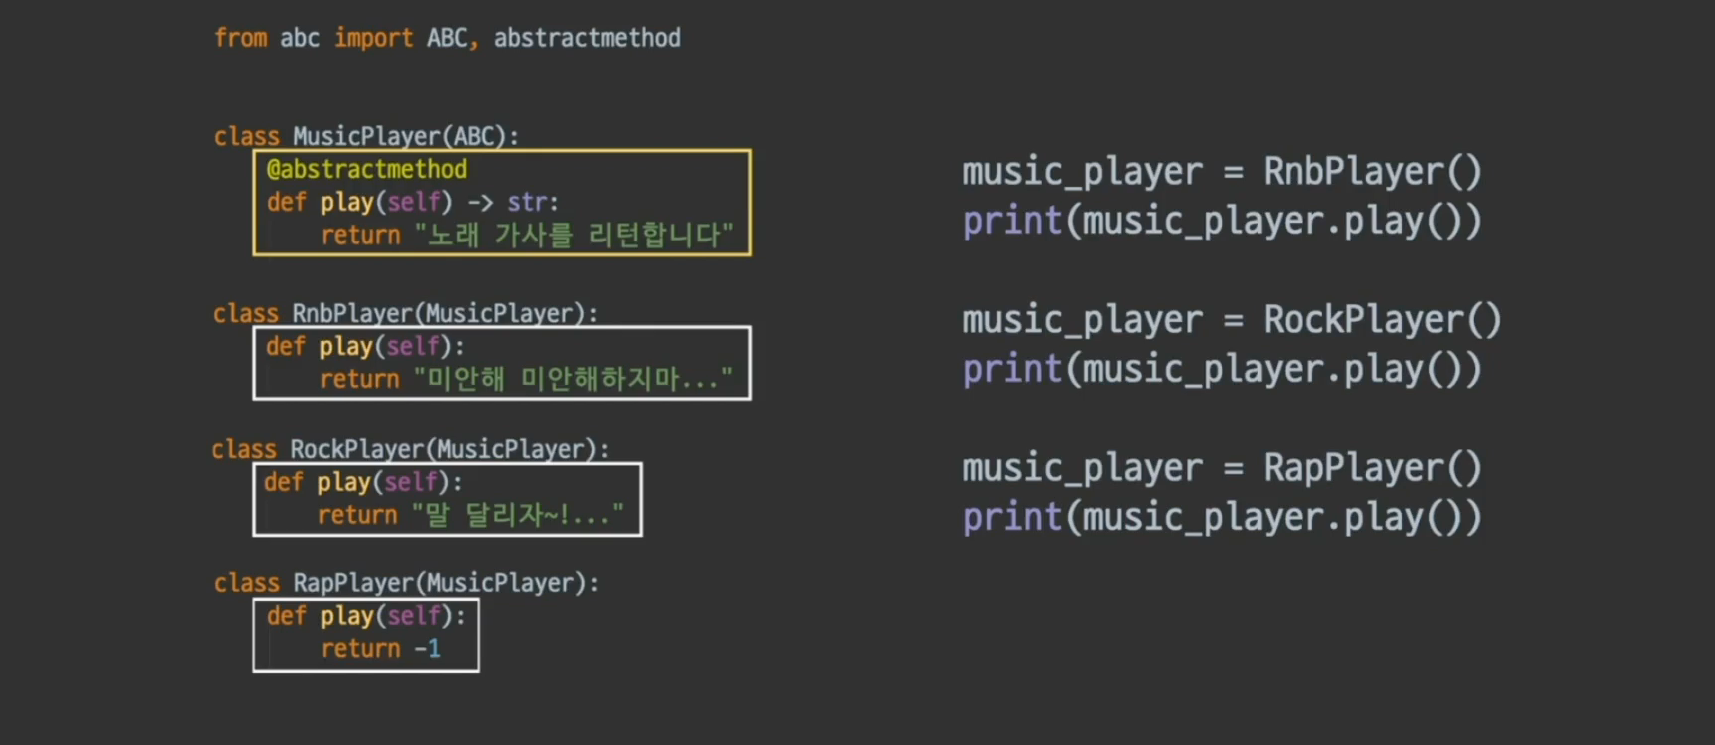 from abc import ABC, abstractmethod
class MusicPlayer(ABC):
@abstractmethod
def play(self) -> str:
return "노래 가사를 리턴합니다"
class RnbPlayer(MusicPlayer):
def play(self):
return "미안해 미안해하지마..."
class RockPlayer(MusicPlayer):
def play(self):
return "말 달리자~!..."
class RapPlayer(MusicPlayer):
def play(self):
return -1
music_player = RnbPlayer()
print(music_player.play())
music_player = RockPlayer()
print(music_player.play())
music_player = RapPlayer()
print(music_player.play())